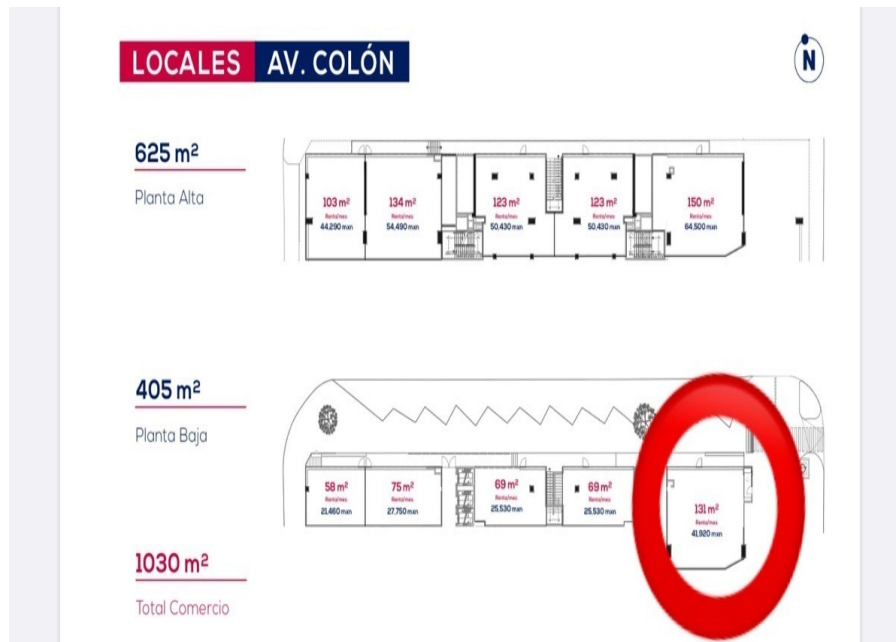 LOCALES AV. COLÓN
N
625 m²
Planta Alta
103 m²
Renta/mes
44,290 mxn
134 m²
Renta/mes
54,490 mxn
123 m²
Renta/mes
50,430 mxn
123 m²
Renta/mes
50,430 mxn
150 m²
Renta/mes
64,500 mxn
405 m²
Planta Baja
58 m²
Renta/mes
21,460 mxn
75 m²
Renta/mes
27,750 mxn
69 m²
Renta/mes
25,530 mxn
69 m²
Renta/mes
25,530 mxn
131 m²
Renta/mes
41,920 mxn
1030 m²
Total Comercio